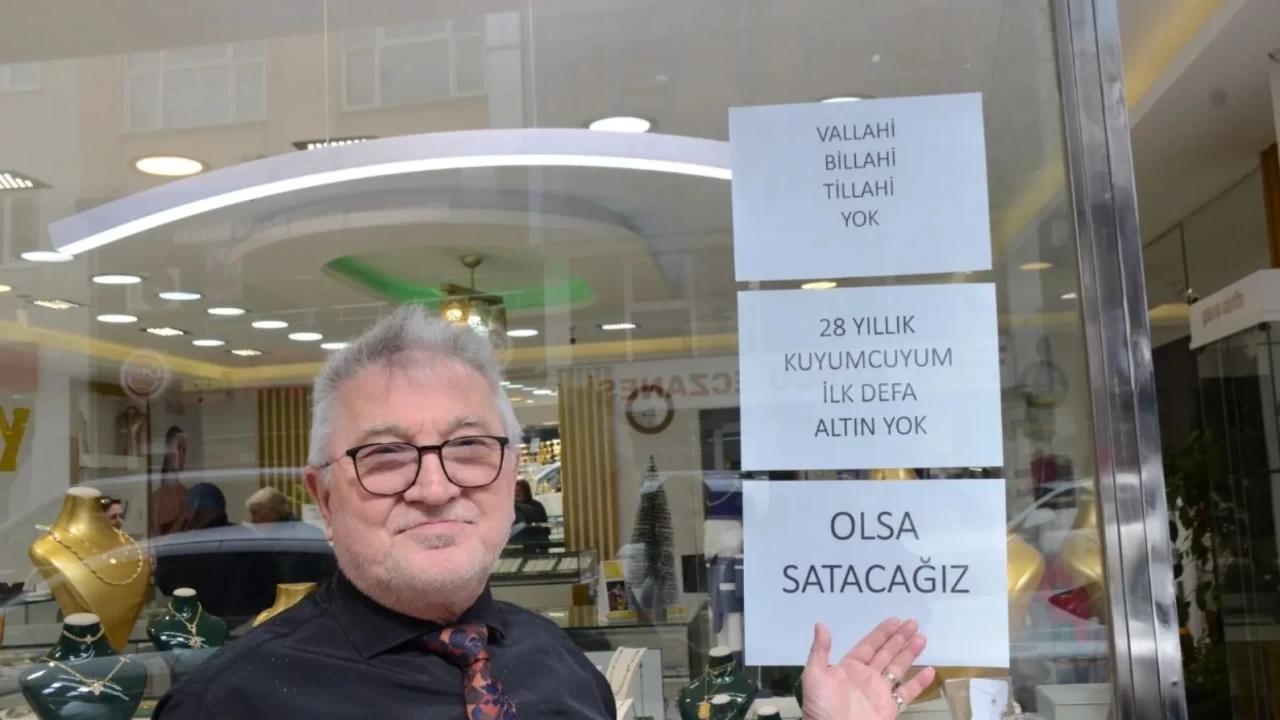 VALLAHİ
BİLLAHİ
TİLLAHİ
YOK
28 YILLIK
KUYUMCUYUM
İLK DEFA
ALTIN YOK
OLSA
SATACAĞIZ